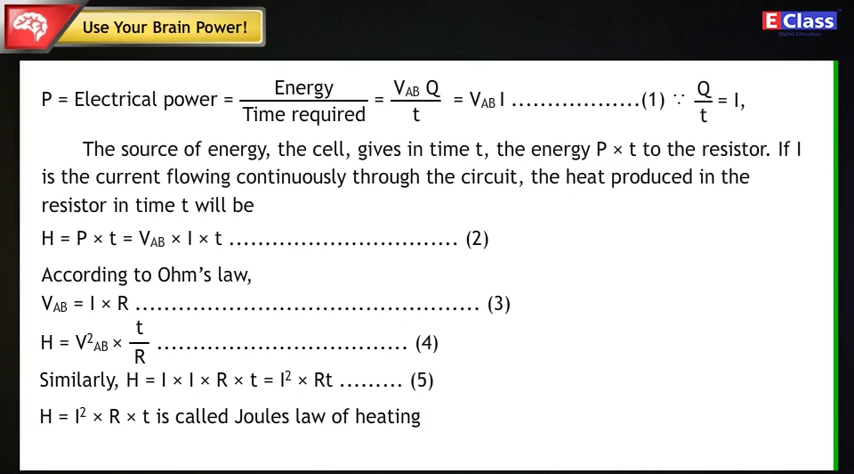 Use Your Brain Power!
E Class
Digital Education
P = Electrical power = Energy / Time required = V_AB Q / t = V_AB I ...................(1) ∵ Q / t = I,
The source of energy, the cell, gives in time t, the energy P × t to the resistor. If I
is the current flowing continuously through the circuit, the heat produced in the
resistor in time t will be
H = P × t = V_AB × I × t ................................ (2)
According to Ohm's law,
V_AB = I × R ................................................ (3)
H = V²_AB × t / R ................................... (4)
Similarly, H = I × I × R × t = I² × Rt ......... (5)
H = I² × R × t is called Joules law of heating